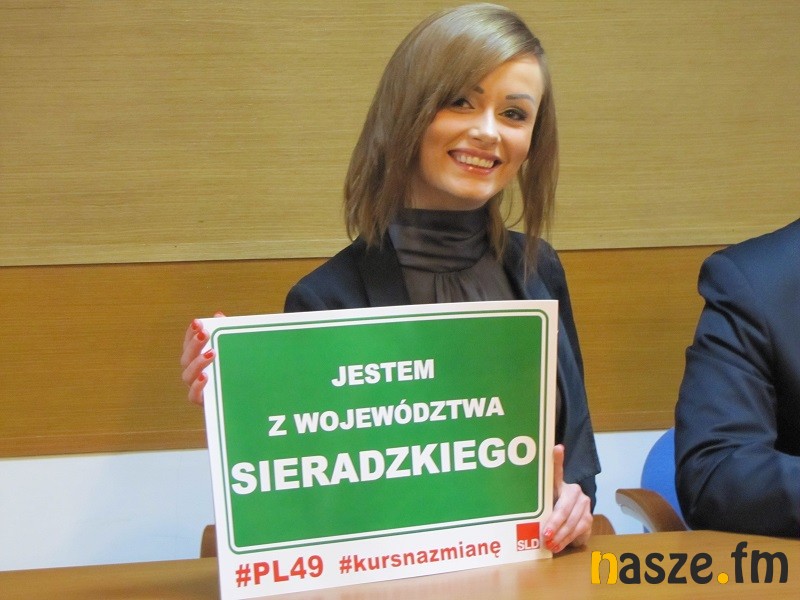 JESTEM
Z WOJEWÓDZTWA
SIERADZKIEGO
#PL49 #kursnazmianę
SLD
nasze.fm